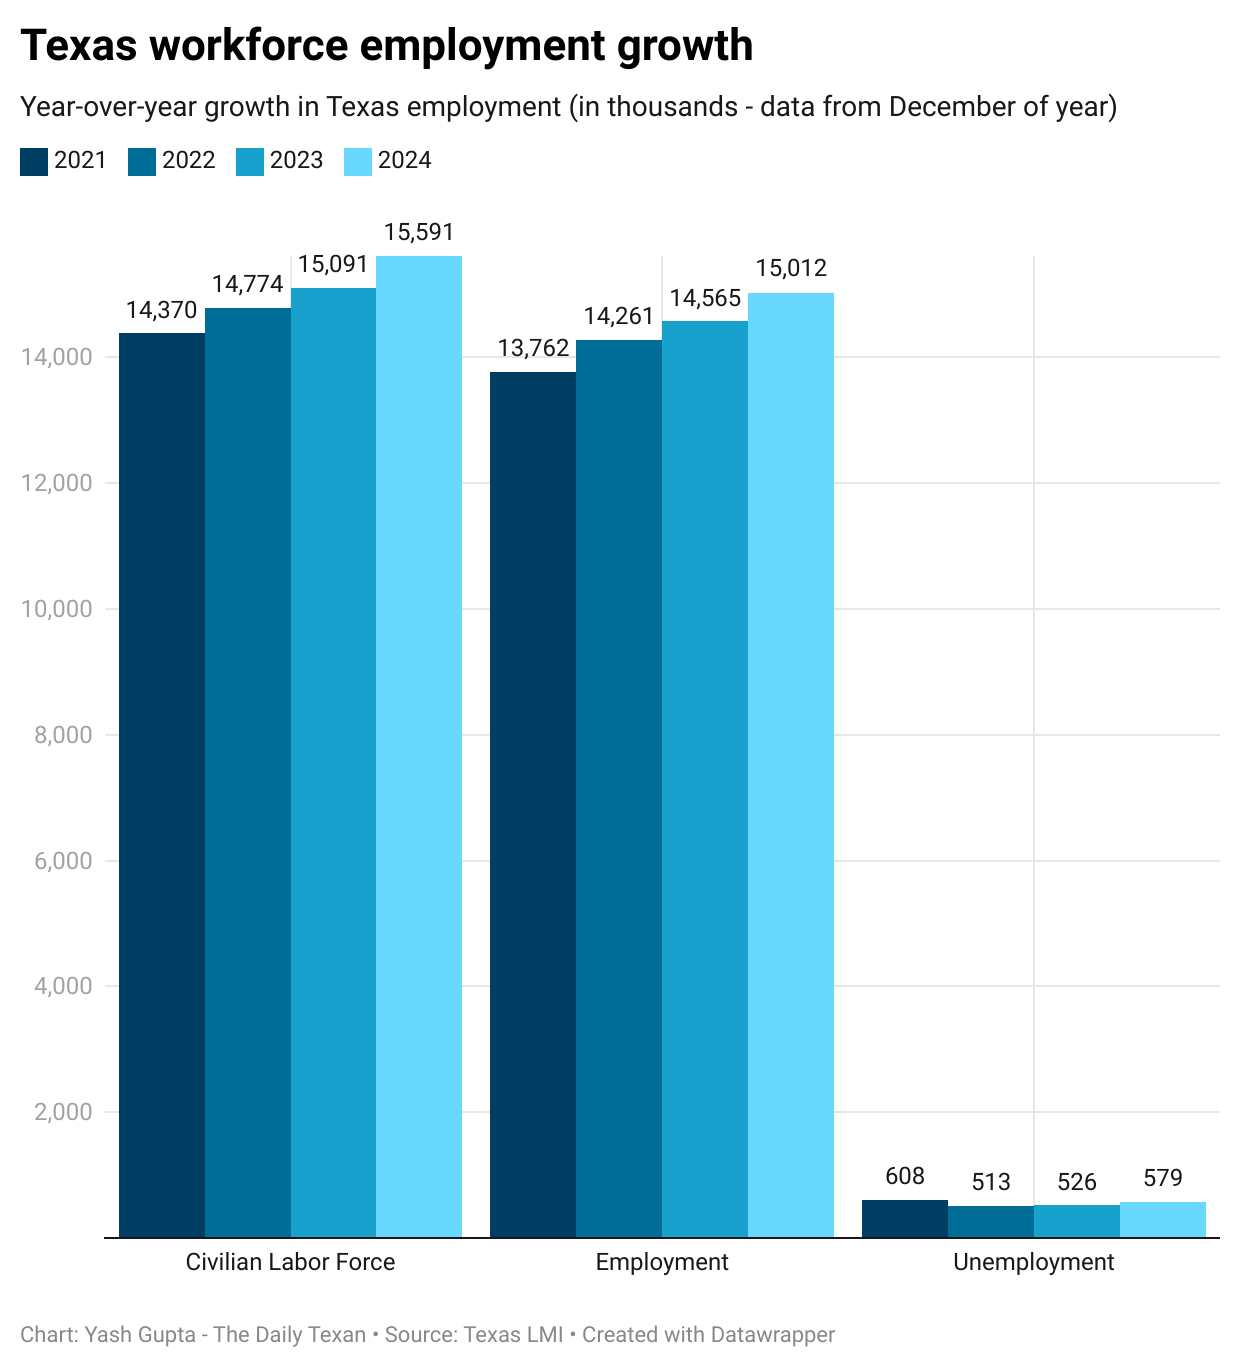 Texas workforce employment growth
Year-over-year growth in Texas employment (in thousands - data from December of year)
2021 2022 2023 2024
15,591
15,091
14,774
14,370
15,012
14,565
14,261
13,762
14,000
12,000
10,000
8,000
6,000
4,000
2,000
608 513 526 579
Civilian Labor Force Employment Unemployment
Chart: Yash Gupta - The Daily Texan • Source: Texas LMI • Created with Datawrapper